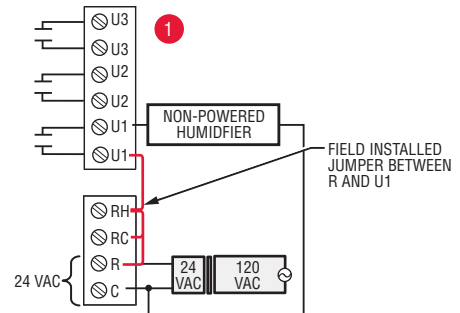 U3
1
U3
U2
U2
U1
NON-POWERED
HUMIDFIER
U1
FIELD INSTALLED
JUMPER BETWEEN
R AND U1
RH
RC
R
24 VAC
C
24
VAC
120
VAC